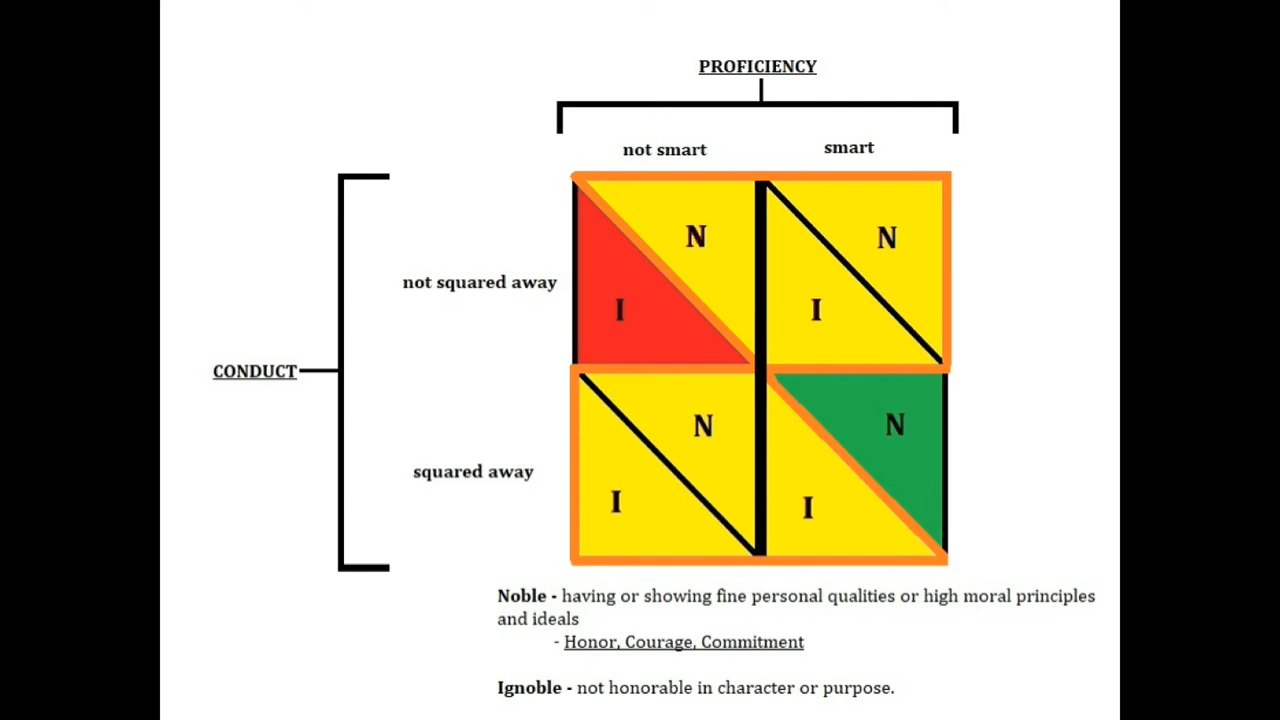 PROFICIENCY
not smart
smart
N
N
not squared away
I
I
CONDUCT
N
N
squared away
I
I
Noble - having or showing fine personal qualities or high moral principles
and ideals
- Honor, Courage, Commitment
Ignoble - not honorable in character or purpose.